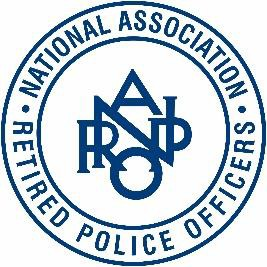 NATIONAL ASSOCIATION
NARPO
RETIRED POLICE OFFICERS